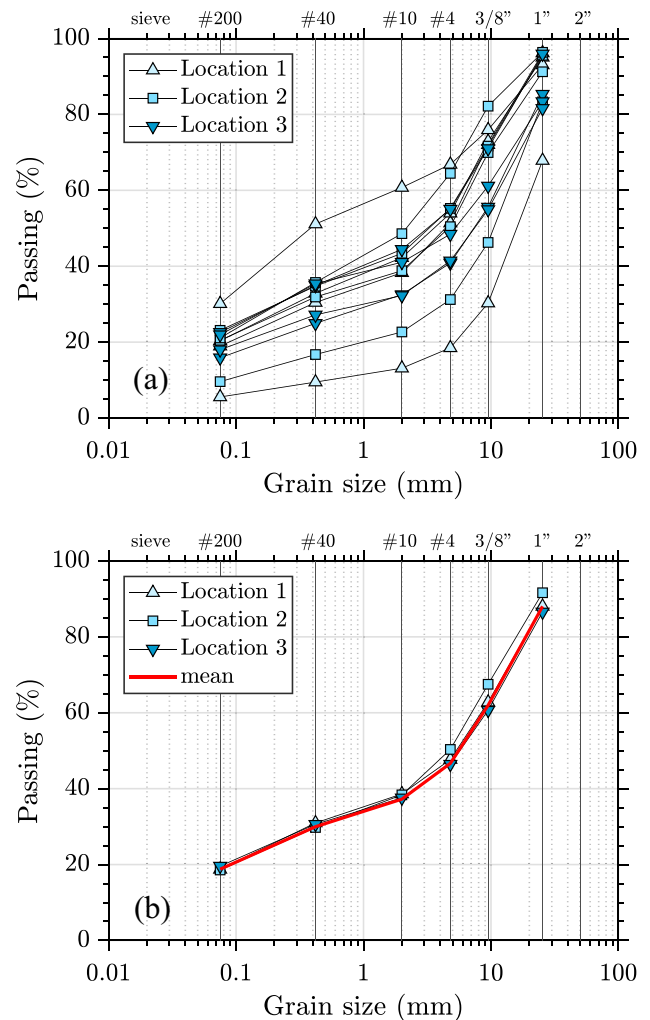 sieve #200 #40 #10 #4 3/8” 1” 2”
100
80
60
40
20
0
Passing (%)
Location 1
Location 2
Location 3
(a)
0.01 0.1 1 10 100
Grain size (mm)
sieve #200 #40 #10 #4 3/8” 1” 2”
100
80
60
40
20
0
Passing (%)
Location 1
Location 2
Location 3
mean
(b)
0.01 0.1 1 10 100
Grain size (mm)